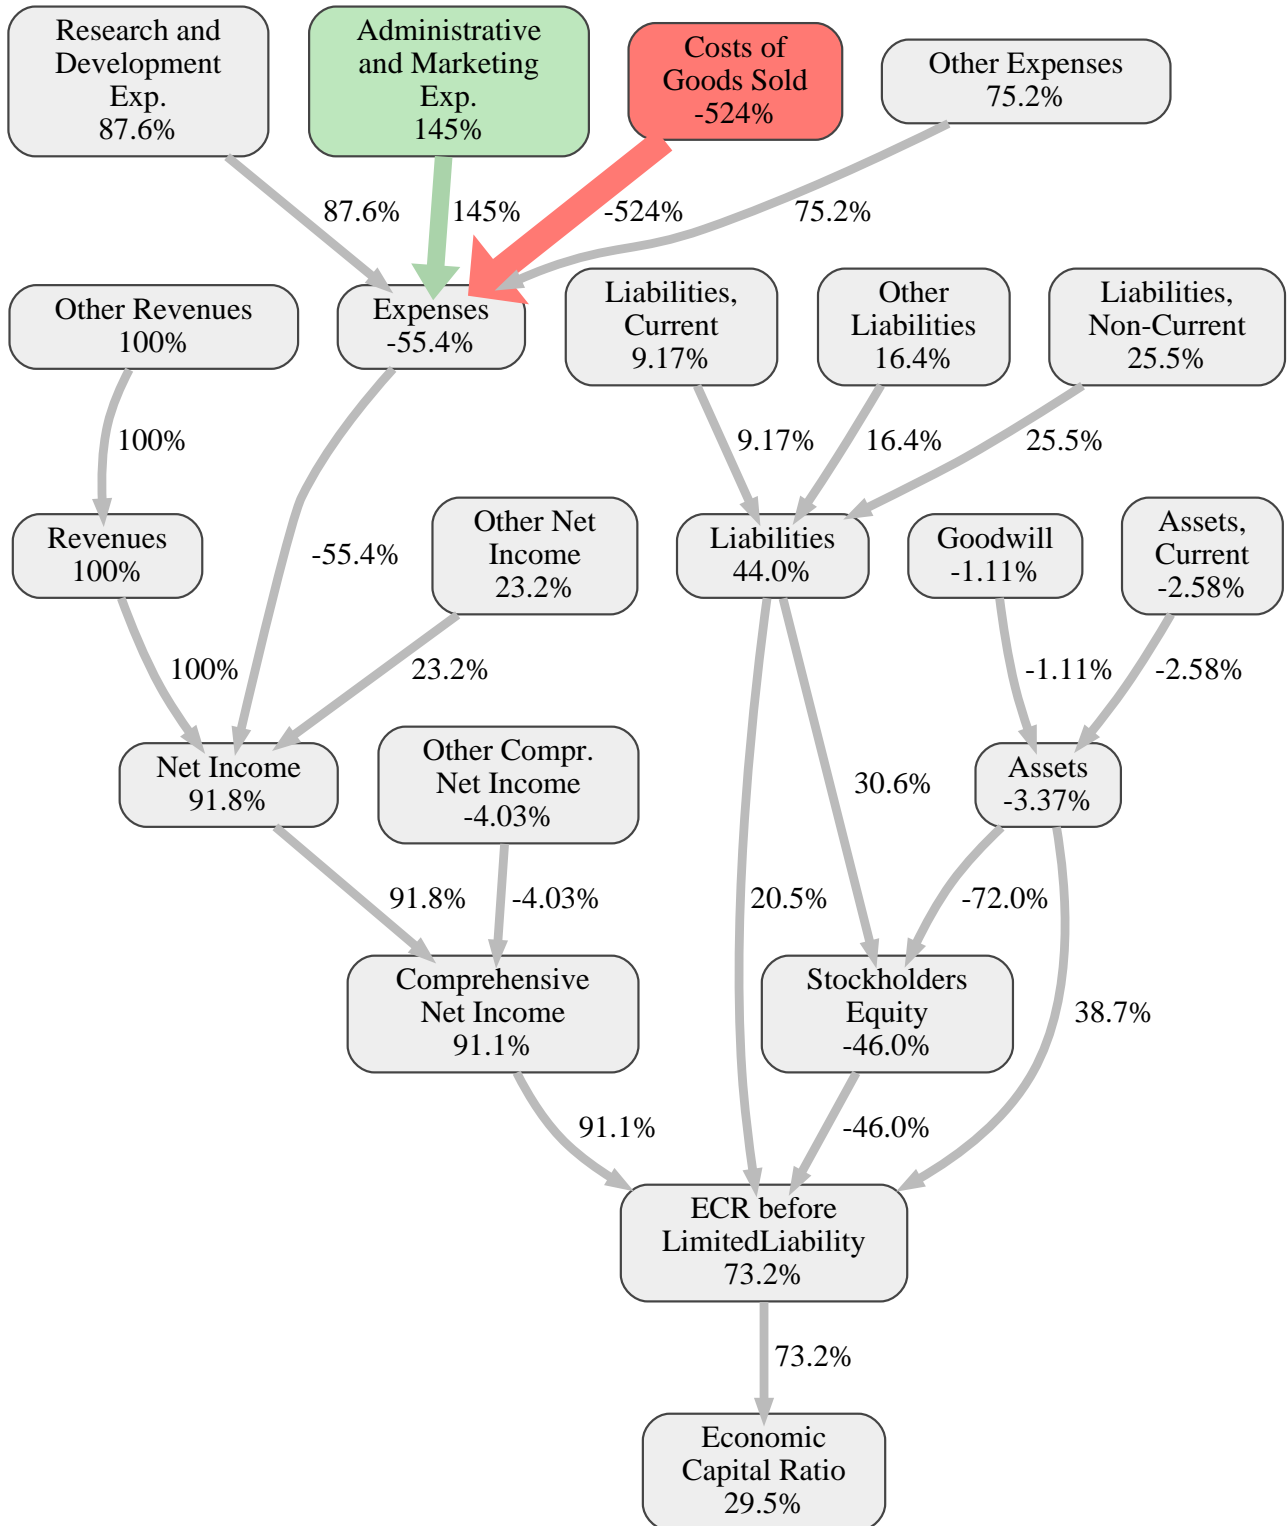 Research and
Development
Exp.
87.6%
Administrative
and Marketing
Exp.
145%
Costs of
Goods Sold
-524%
Other Expenses
75.2%
87.6%
145%
-524%
75.2%
Other Revenues
100%
Expenses
-55.4%
Liabilities,
Current
9.17%
Other
Liabilities
16.4%
Liabilities,
Non-Current
25.5%
100%
9.17%
16.4%
25.5%
Revenues
100%
-55.4%
Other Net
Income
23.2%
Liabilities
44.0%
Goodwill
-1.11%
Assets,
Current
-2.58%
100%
23.2%
-1.11%
-2.58%
Net Income
91.8%
Other Compr.
Net Income
-4.03%
30.6%
Assets
-3.37%
91.8%
-4.03%
20.5%
-72.0%
38.7%
Comprehensive
Net Income
91.1%
Stockholders
Equity
-46.0%
91.1%
-46.0%
ECR before
LimitedLiability
73.2%
73.2%
Economic
Capital Ratio
29.5%